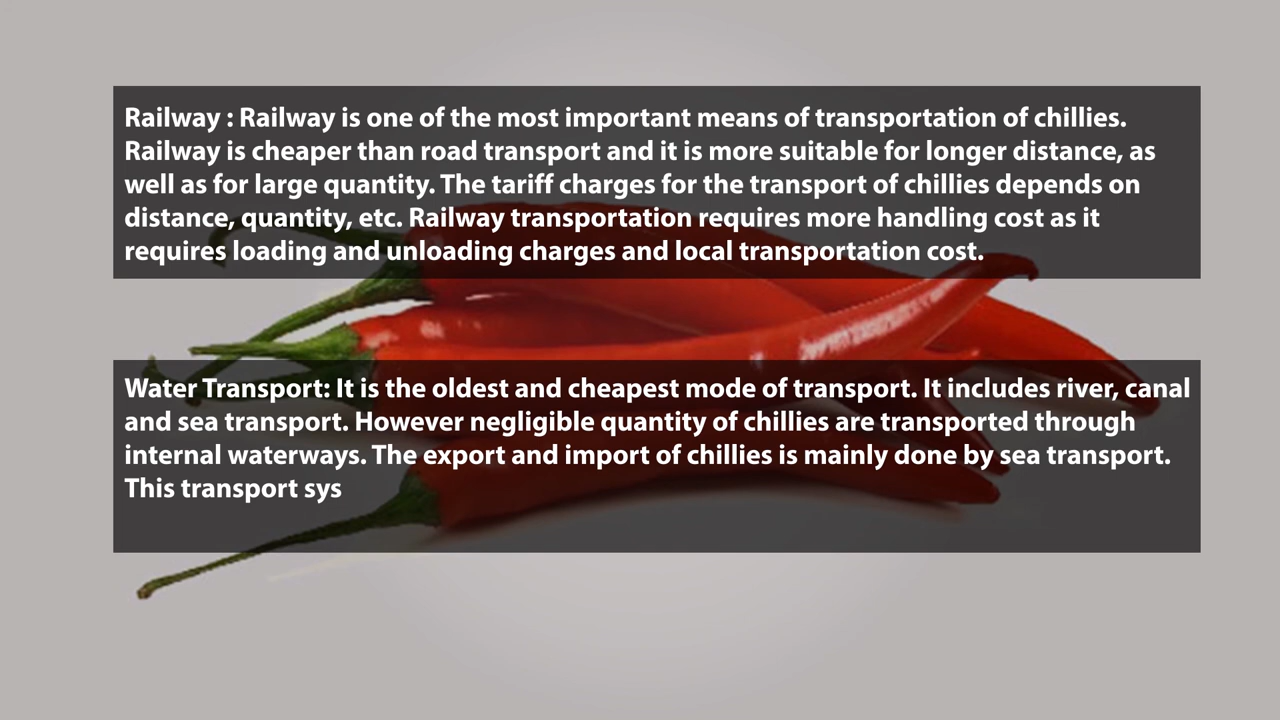 Railway : Railway is one of the most important means of transportation of chillies.
Railway is cheaper than road transport and it is more suitable for longer distance, as
well as for large quantity. The tariff charges for the transport of chillies depends on
distance, quantity, etc. Railway transportation requires more handling cost as it
requires loading and unloading charges and local transportation cost.
Water Transport: It is the oldest and cheapest mode of transport. It includes river, canal
and sea transport. However negligible quantity of chillies are transported through
internal waterways. The export and import of chillies is mainly done by sea transport.
This transport sys